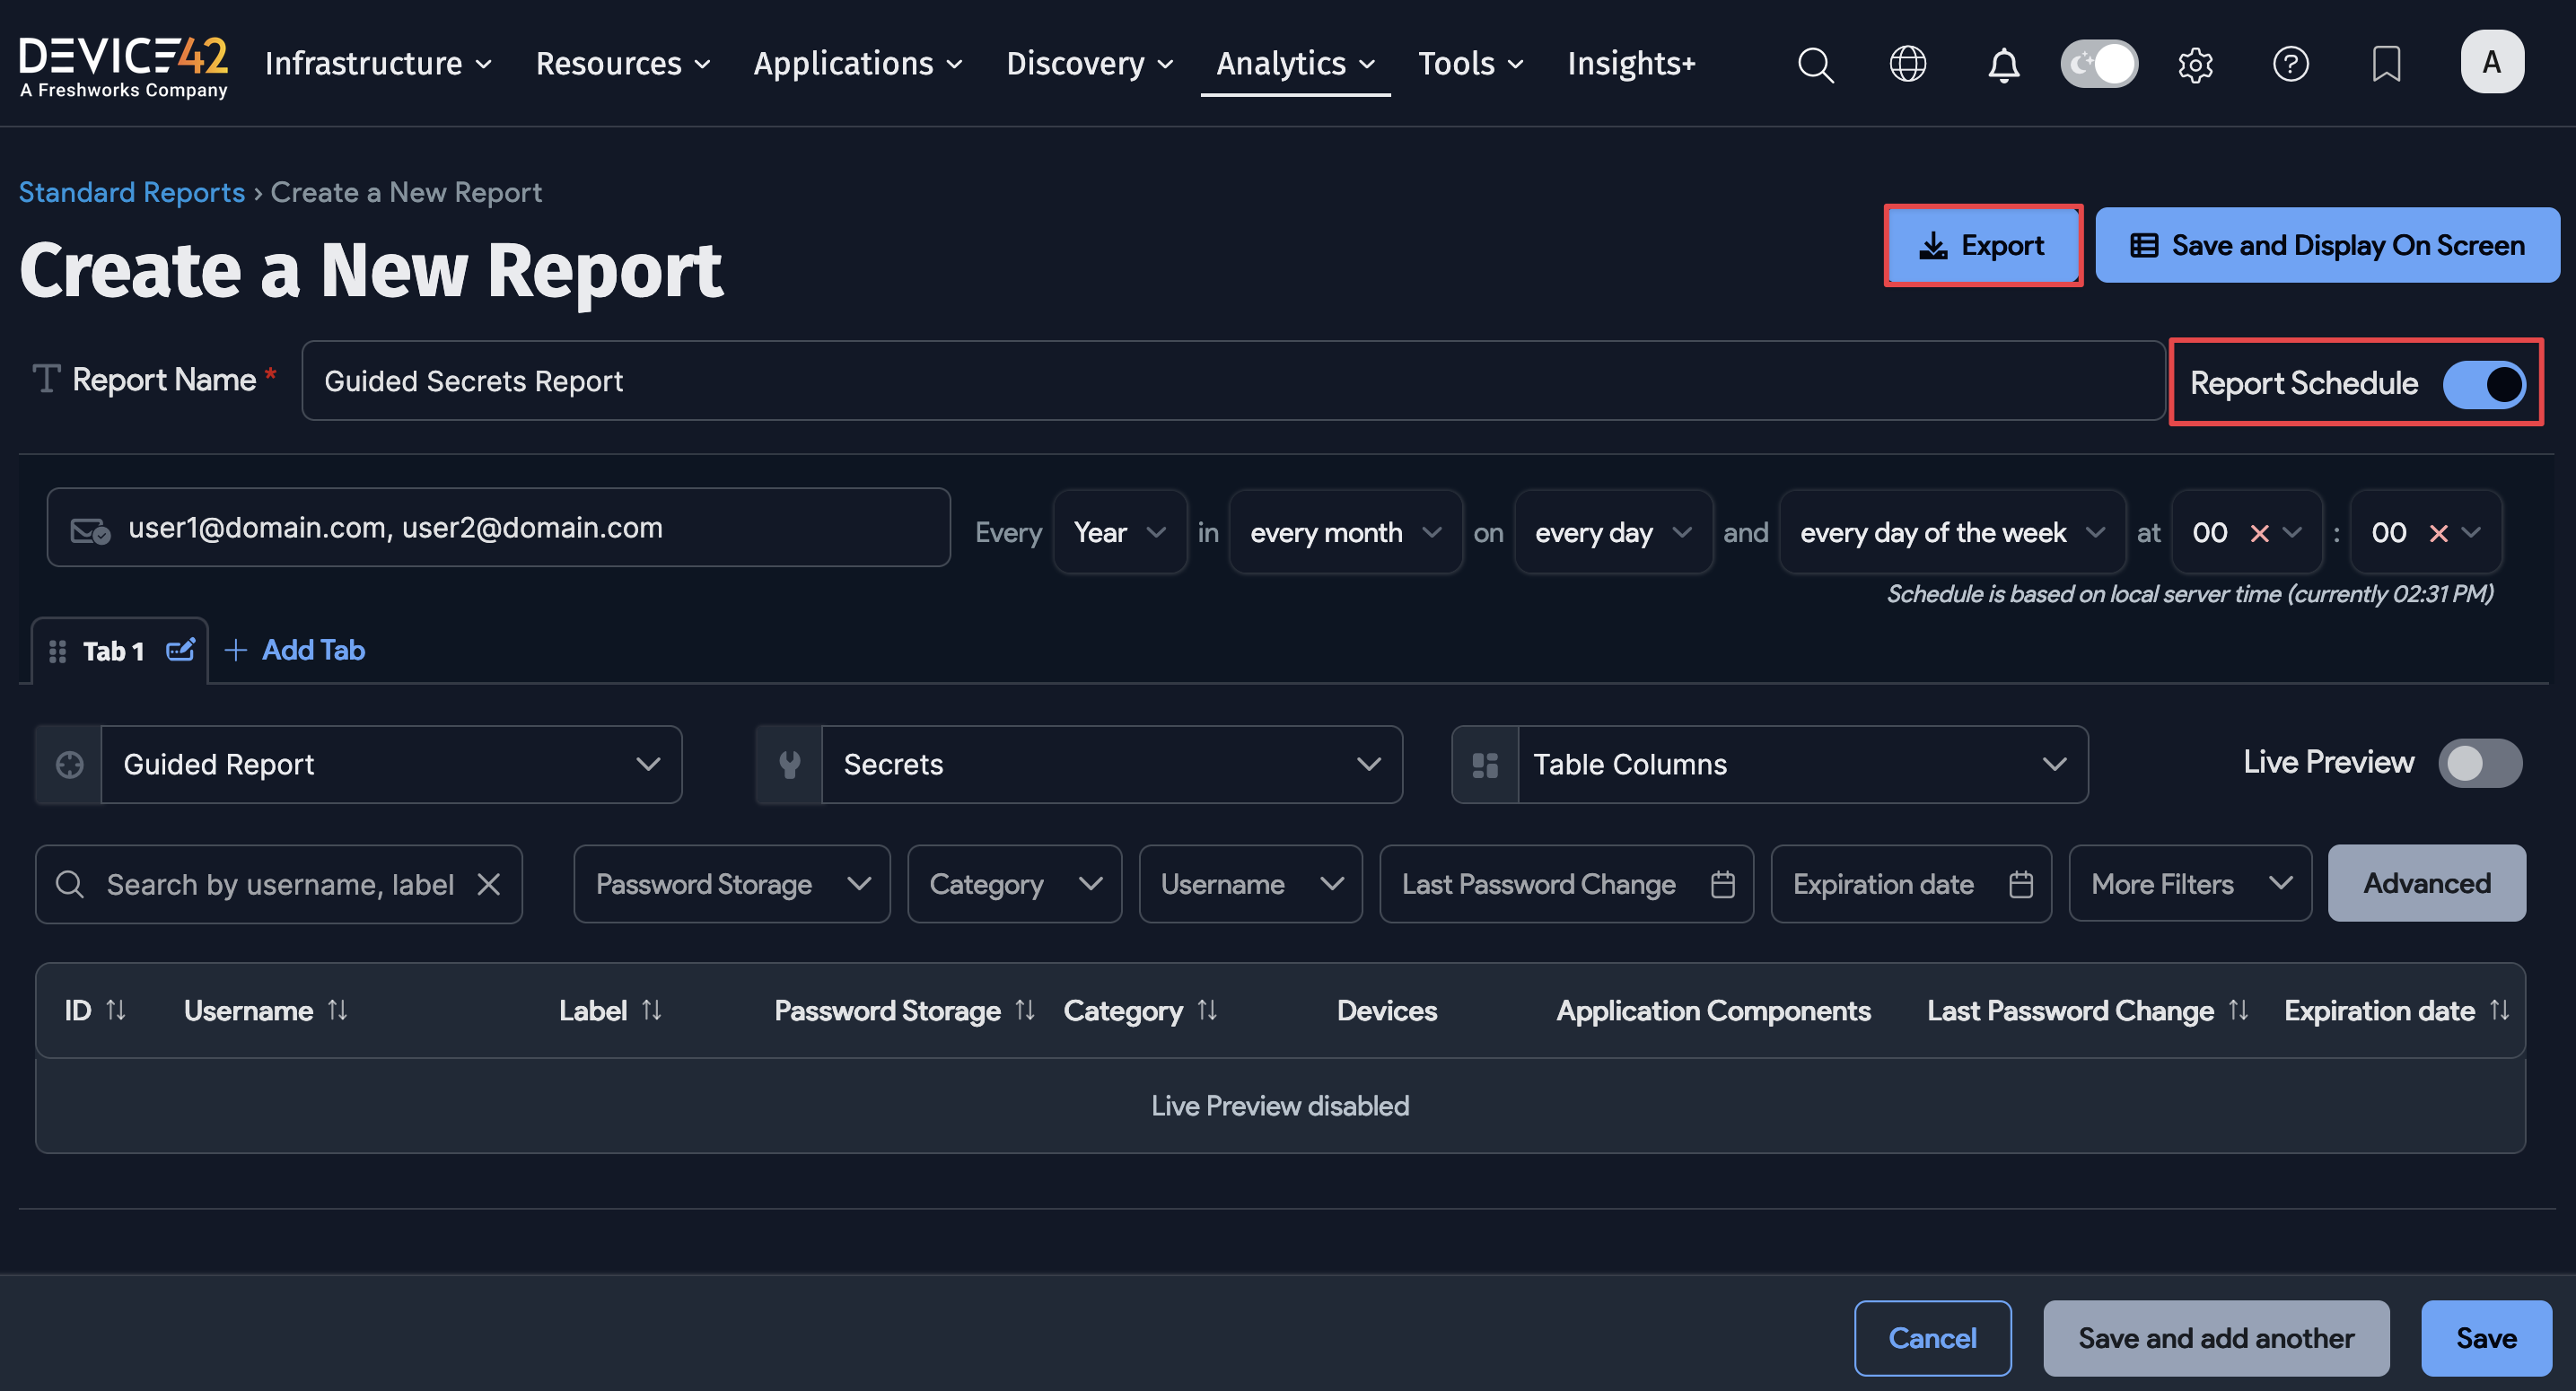 DEVICE42
A Freshworks Company
Infrastructure Resources Applications Discovery Analytics Tools Insights+
A
Standard Reports › Create a New Report
Create a New Report
Export
Save and Display On Screen
Report Name *
Guided Secrets Report
Report Schedule
user1@domain.com, user2@domain.com
Every Year in every month on every day and every day of the week at 00 : 00
Schedule is based on local server time (currently 02:31 PM)
Tab 1
Add Tab
Guided Report
Secrets
Table Columns
Live Preview
Search by username, label
Password Storage
Category
Username
Last Password Change
Expiration date
More Filters
Advanced
ID Username Label Password Storage Category Devices Application Components Last Password Change Expiration date
Live Preview disabled
Cancel
Save and add another
Save